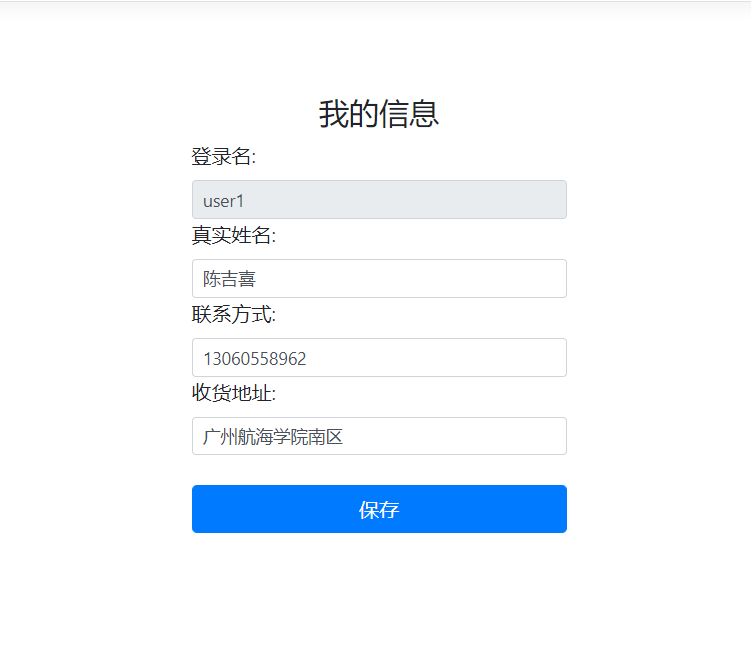 我的信息
登录名:
user1
真实姓名:
陈吉喜
联系方式:
13060558962
收货地址:
广州航海学院南区
保存